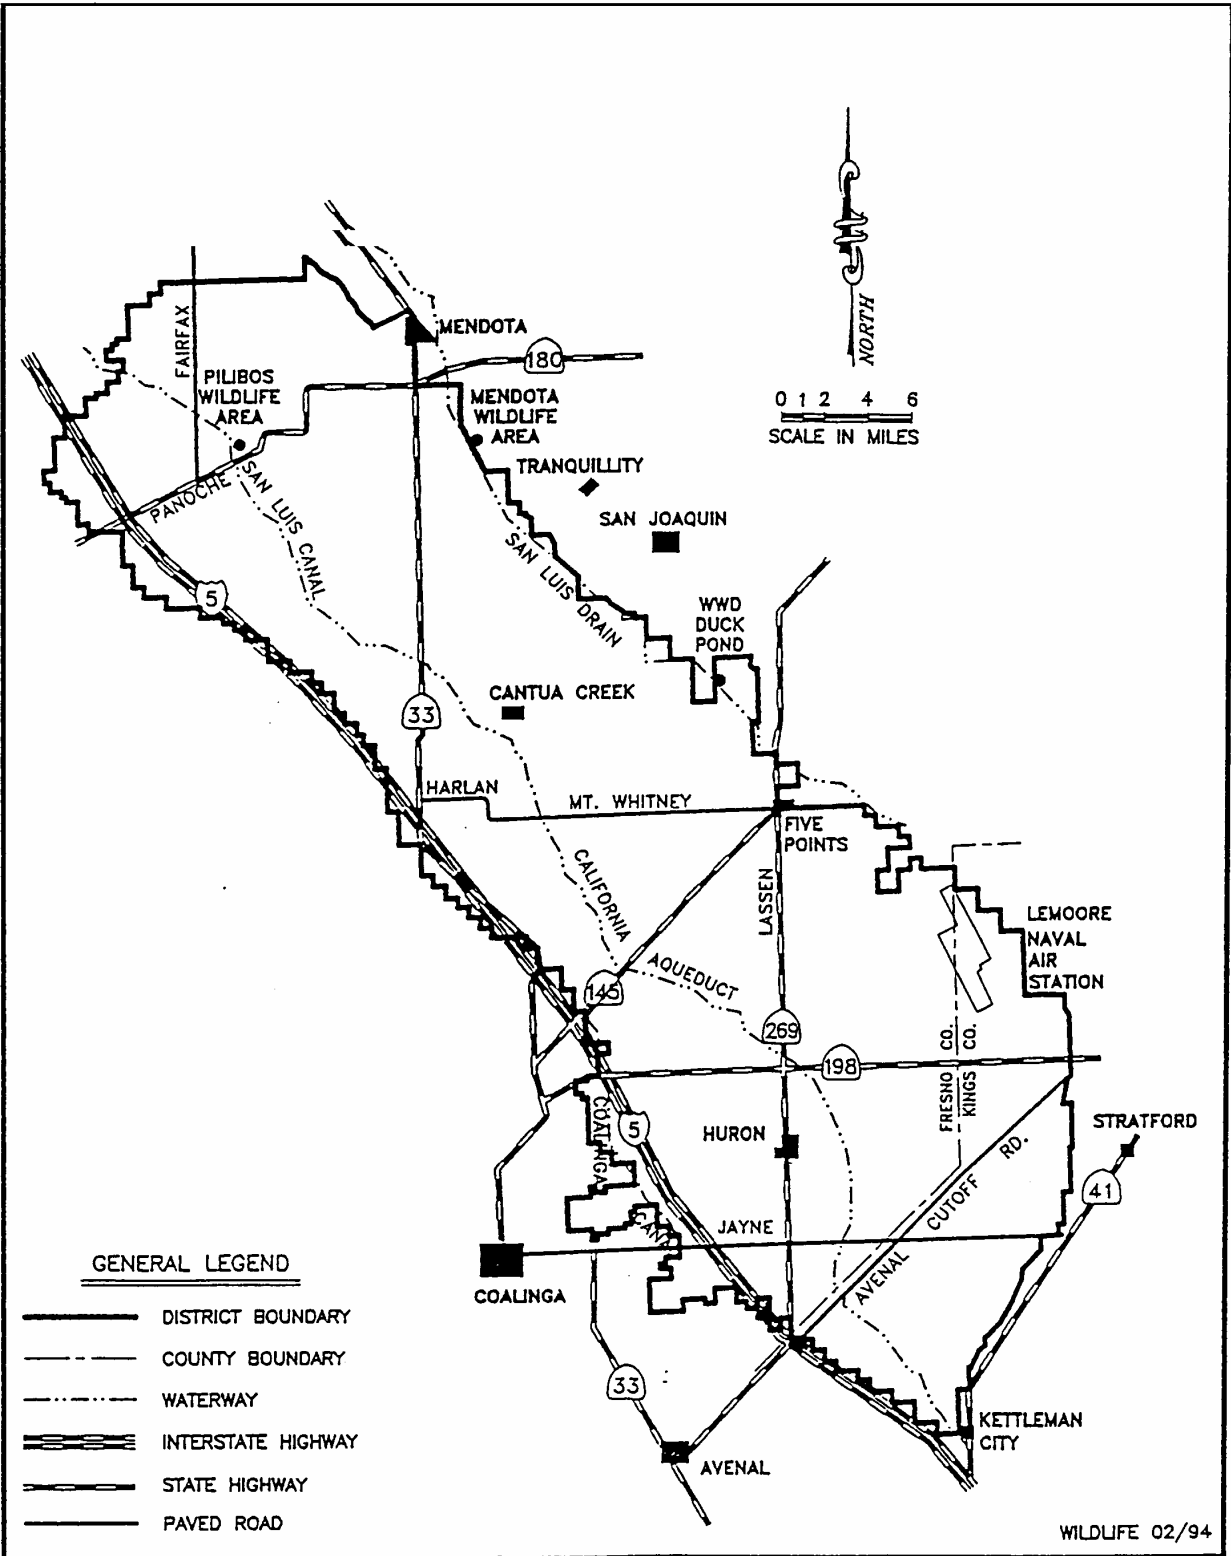 NORTH
0 1 2 4 6
SCALE IN MILES
FAIRFAX
MENDOTA
180
PILIBOS
WILDLIFE
AREA
MENDOTA
WILDLIFE
AREA
TRANQUILLITY
PANOCHE
SAN LUIS CANAL
SAN JOAQUIN
SAN LUIS DRAIN
5
WWD
DUCK
POND
CANTUA CREEK
33
HARLAN
MT. WHITNEY
FIVE
POINTS
CALIFORNIA
AQUEDUCT
LASSEN
LEMOORE
NAVAL
AIR
STATION
145
269
198
FRESNO CO.
KINGS CO.
COALINGA
CANAL
5
HURON
STRATFORD
41
AVENAL CUTOFF RD.
JAYNE
COALINGA
33
AVENAL
KETTLEMAN
CITY
GENERAL LEGEND
DISTRICT BOUNDARY
COUNTY BOUNDARY
WATERWAY
INTERSTATE HIGHWAY
STATE HIGHWAY
PAVED ROAD
WILDLIFE 02/94